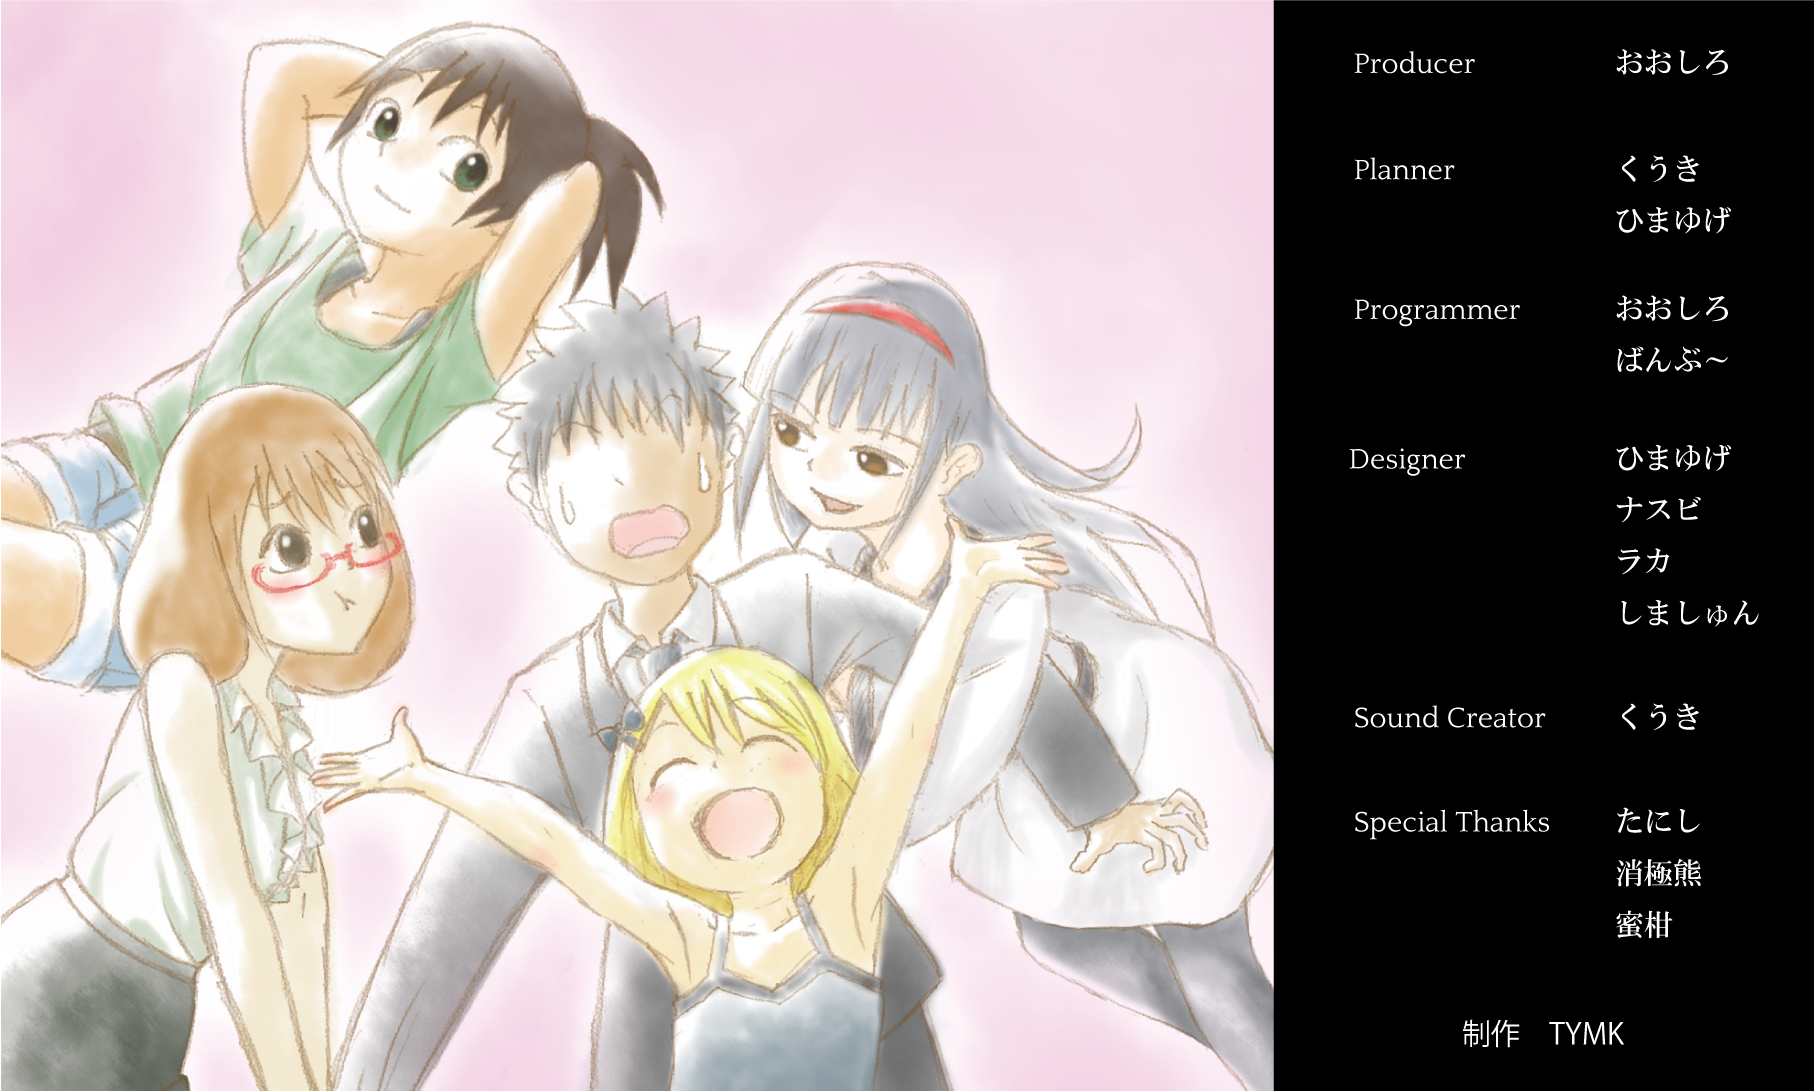 Producer おおしろ
Planner くうき
ひまゆげ
Programmer おおしろ
ばんぶ～
Designer ひまゆげ
ナスビ
ラカ
しましゅん
Sound Creator くうき
Special Thanks たにし
消極熊
蜜柑
制作　TYMK